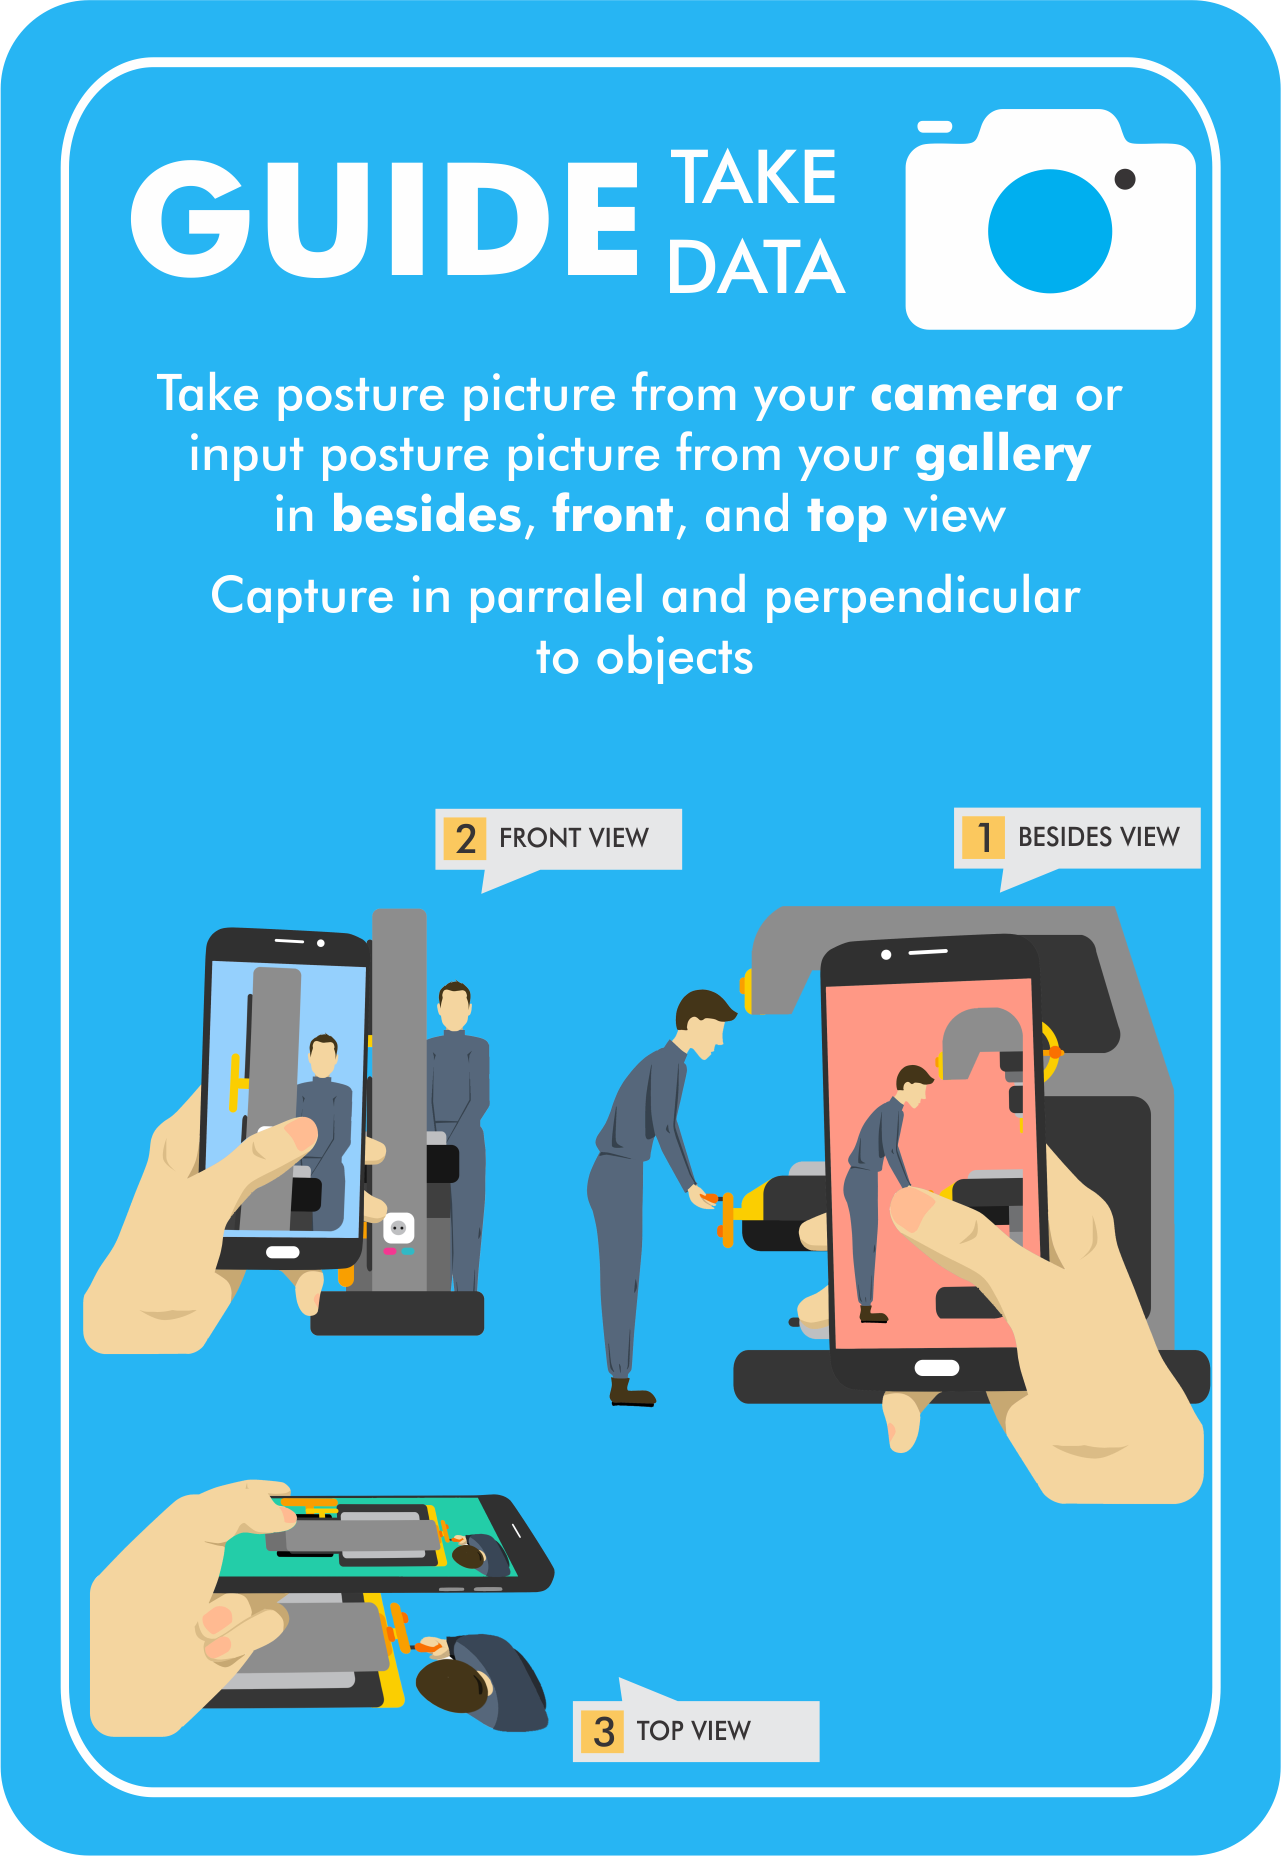 GUIDE TAKE
DATA
Take posture picture from your camera or
input posture picture from your gallery
in besides, front, and top view
Capture in parralel and perpendicular
to objects
2 FRONT VIEW
1 BESIDES VIEW
3 TOP VIEW